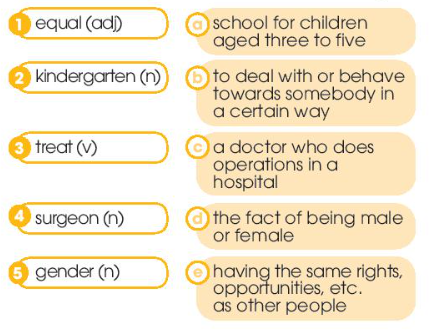 1 equal (adj)
a school for children
aged three to five
2 kindergarten (n)
b to deal with or behave
towards somebody in
a certain way
3 treat (v)
c a doctor who does
operations in a
hospital
4 surgeon (n)
d the fact of being male
or female
5 gender (n)
e having the same rights,
opportunities, etc.
as other people